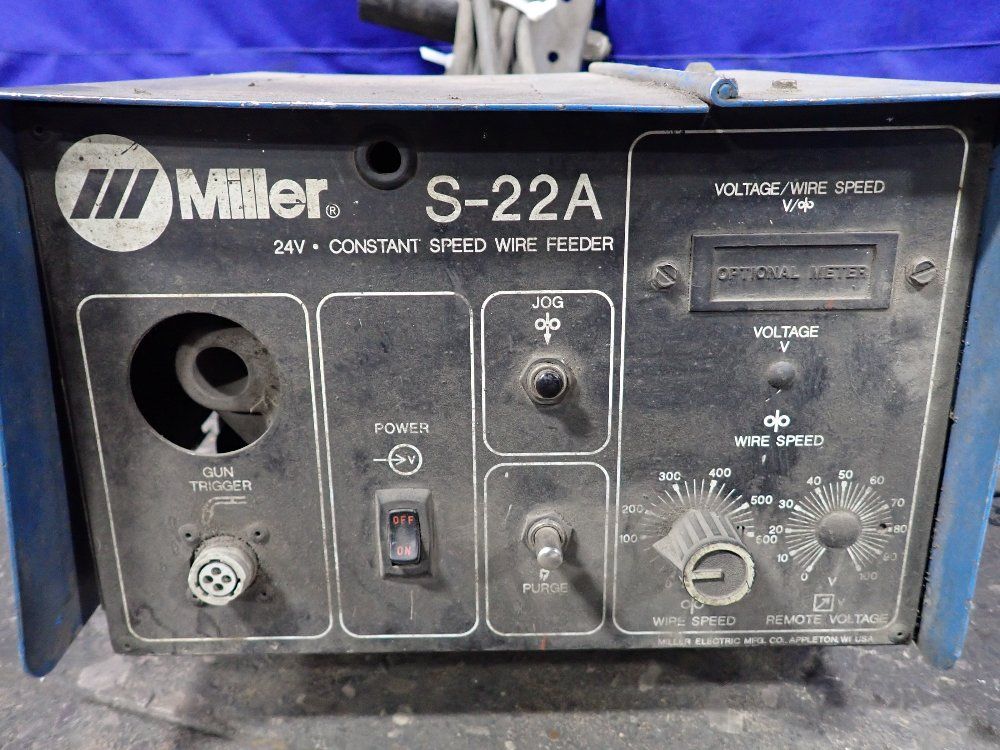 Miller®
S-22A
24V • CONSTANT SPEED WIRE FEEDER
GUN
TRIGGER
POWER
V
OFF
ON
JOG
PURGE
VOLTAGE/WIRE SPEED
V/
OPTIONAL METER
VOLTAGE
V
WIRE SPEED
100
200
300
400
500
600
WIRE SPEED
0
10
20
30
40
50
60
70
80
90
100
V
V
REMOTE VOLTAGE
MILLER ELECTRIC MFG. CO. APPLETON, WI USA